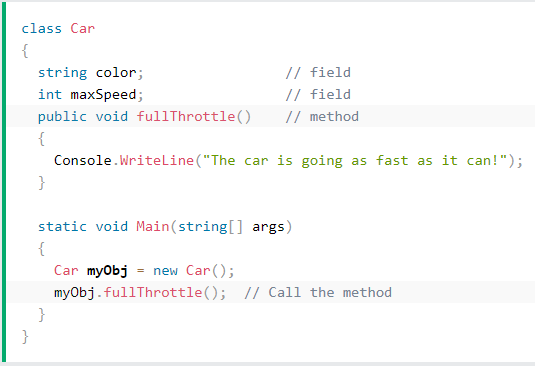 class Car
{
  string color;                 // field
  int maxSpeed;                 // field
  public void fullThrottle()    // method
  {
    Console.WriteLine("The car is going as fast as it can!");
  }

  static void Main(string[] args)
  {
    Car myObj = new Car();
    myObj.fullThrottle();  // Call the method
  }
}